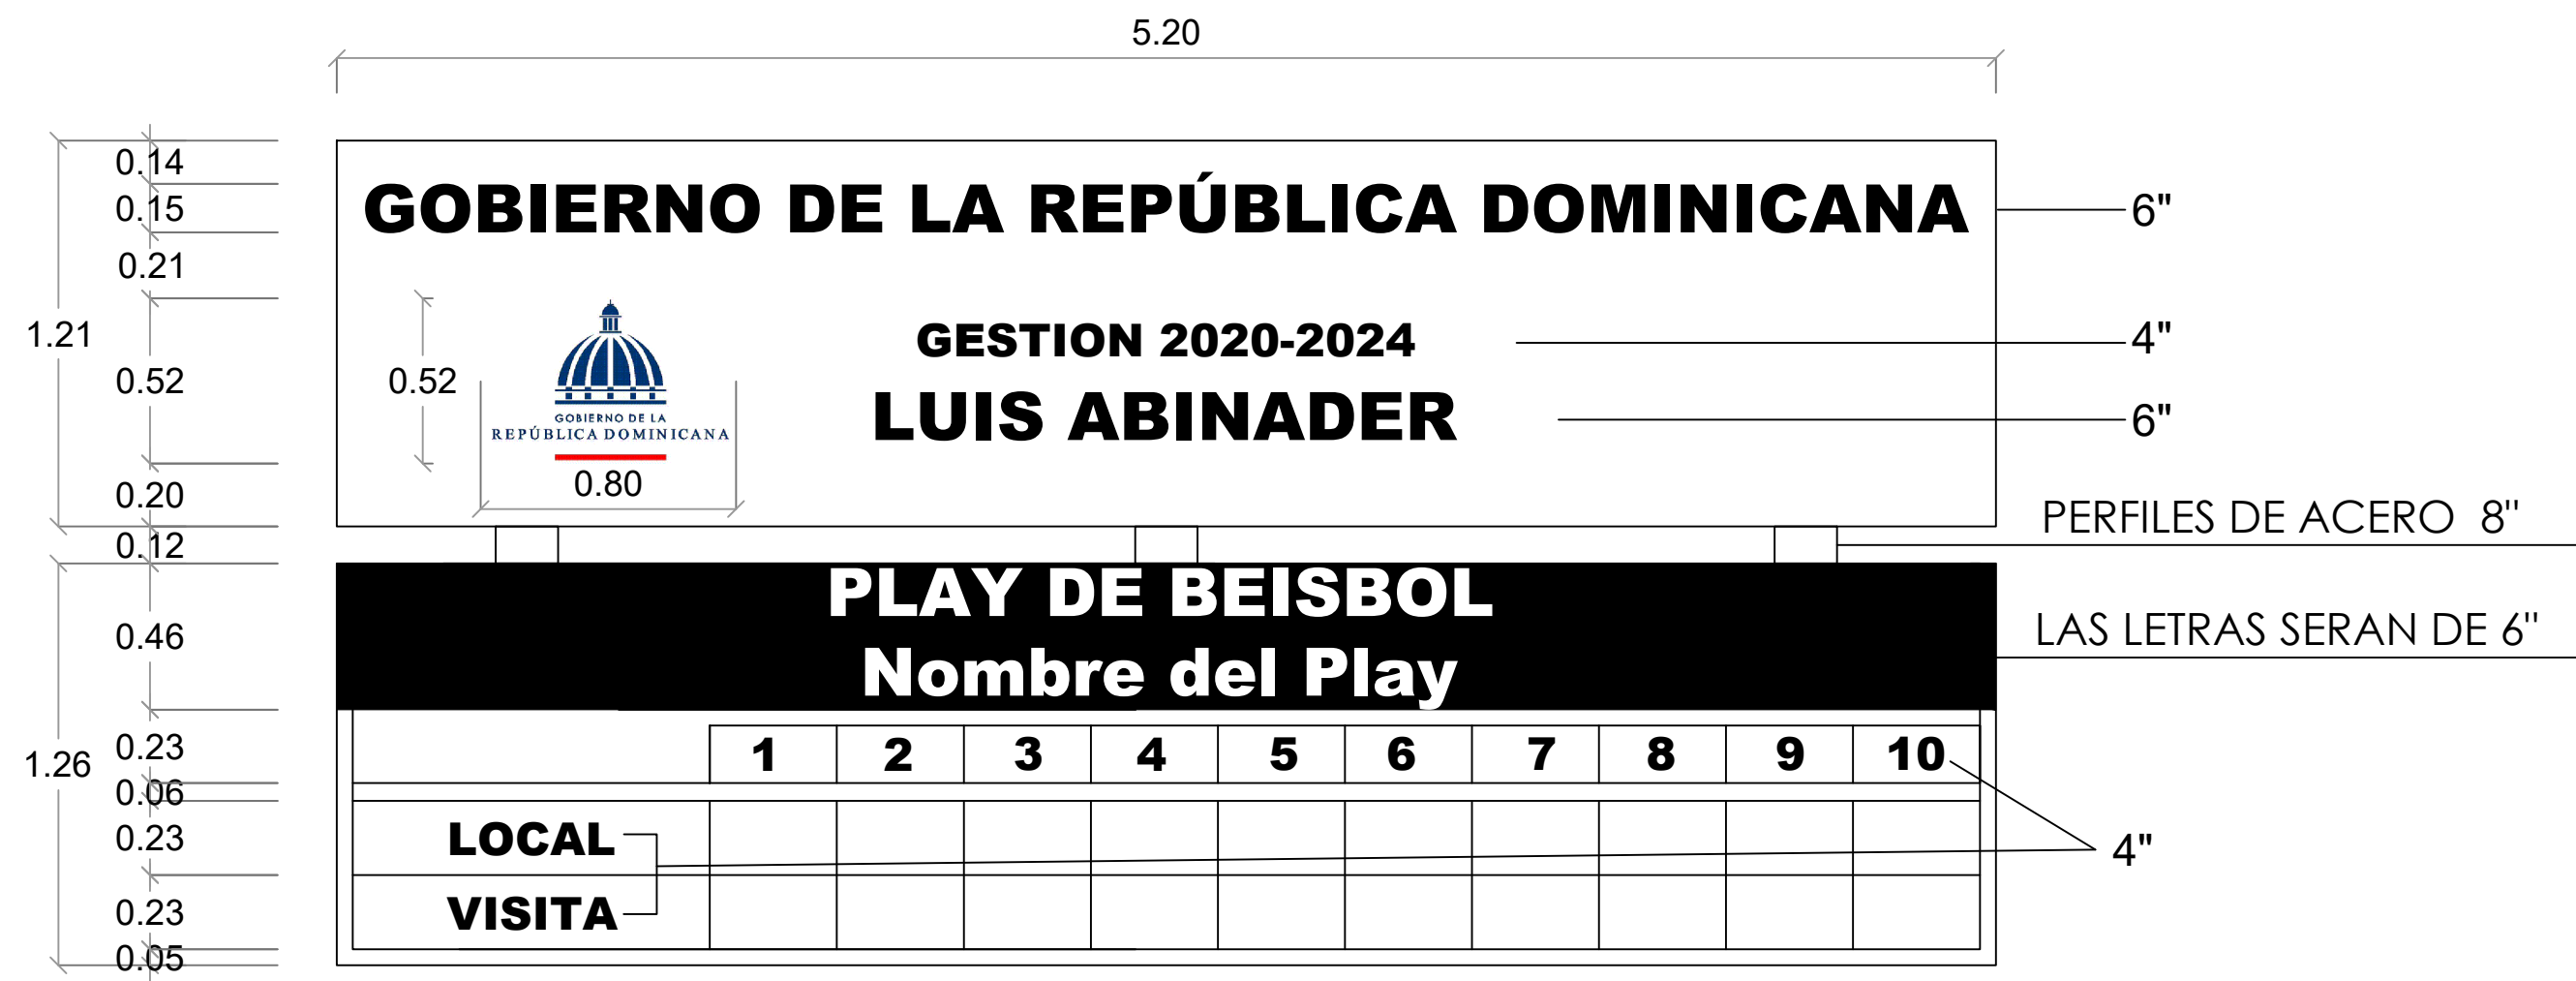 5.20
0.14
GOBIERNO DE LA REPÚBLICA DOMINICANA
0.15
6"
0.21
1.21
GESTION 2020-2024
4"
0.52
0.52
LUIS ABINADER
6"
GOBIERNO DE LA
REPÚBLICA DOMINICANA
0.80
0.20
PERFILES DE ACERO 8"
0.12
PLAY DE BEISBOL
0.46
LAS LETRAS SERAN DE 6"
Nombre del Play
0.23
1 2 3 4 5 6 7 8 9 10
1.26
0.06
0.23
LOCAL
4"
0.23
VISITA
0.05